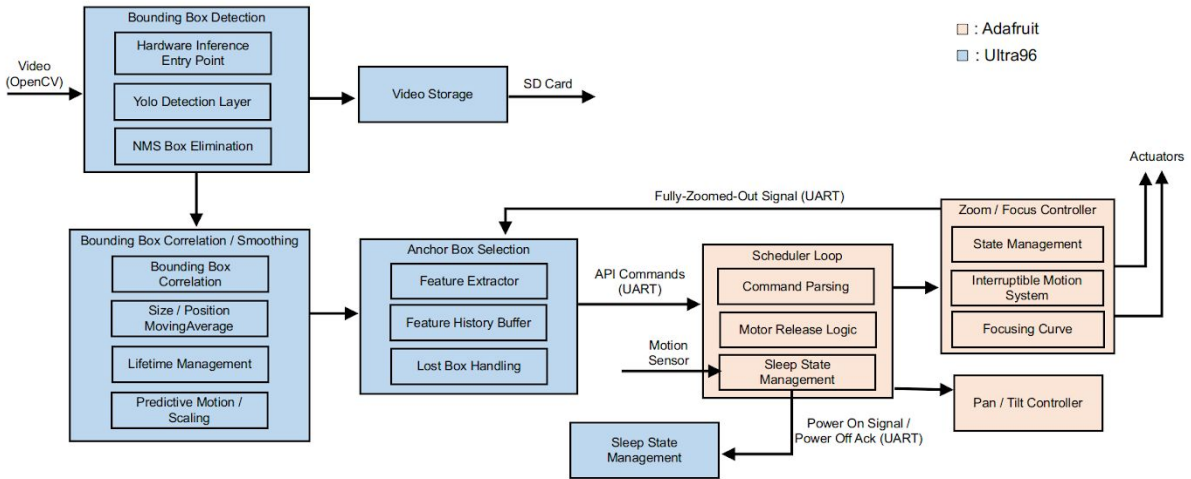 Bounding Box Detection
Hardware Inference
Entry Point
Yolo Detection Layer
NMS Box Elimination
Video
(OpenCV)
Video Storage
SD Card
: Adafruit
: Ultra96
Actuators
Fully-Zoomed-Out Signal (UART)
Bounding Box Correlation / Smoothing
Bounding Box
Correlation
Size / Position
MovingAverage
Lifetime Management
Predictive Motion /
Scaling
Anchor Box Selection
Feature Extractor
Feature History Buffer
Lost Box Handling
API Commands
(UART)
Motion
Sensor
Scheduler Loop
Command Parsing
Motor Release Logic
Sleep State
Management
Zoom / Focus Controller
State Management
Interruptible Motion
System
Focusing Curve
Pan / Tilt Controller
Power On Signal /
Power Off Ack (UART)
Sleep State
Management